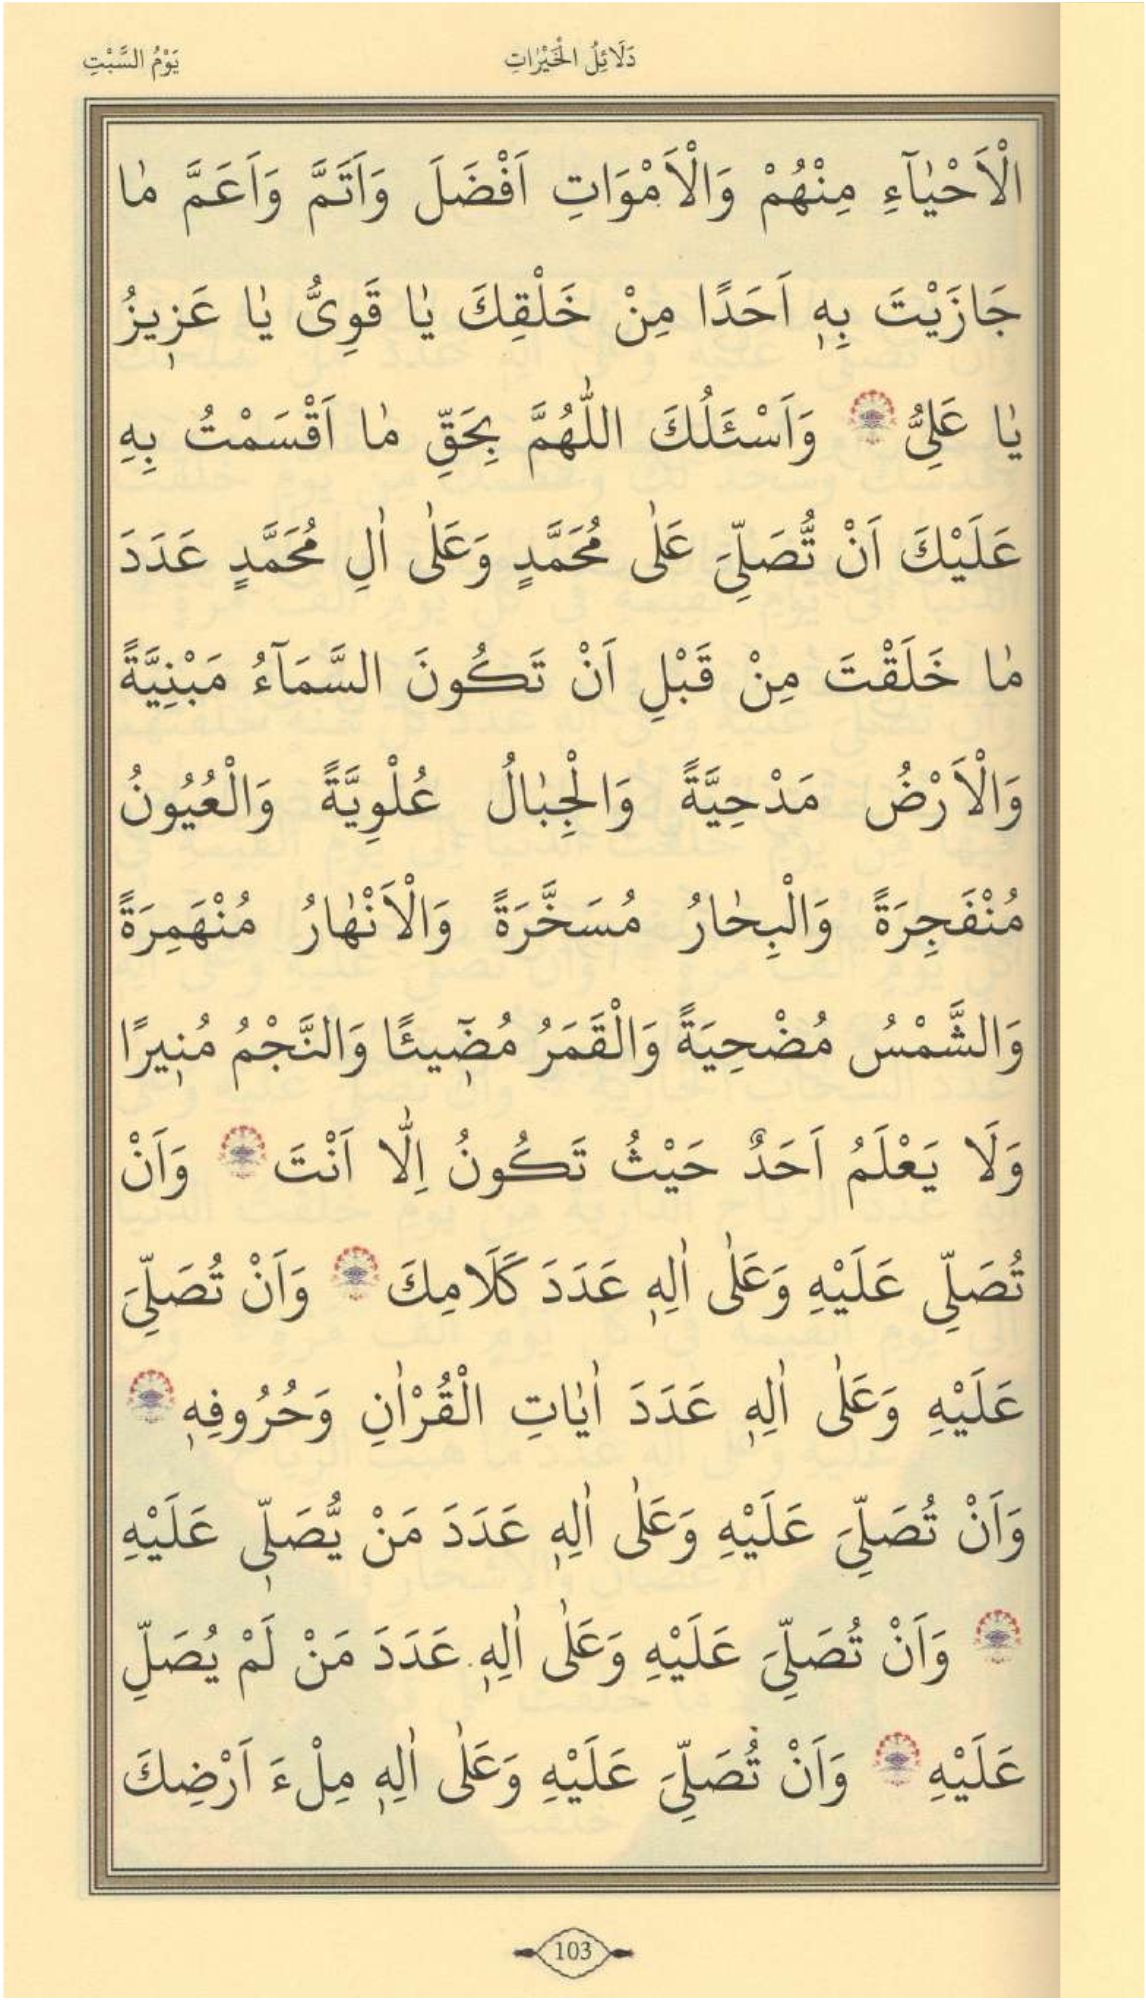 دَلَائِلُ الْخَيْرَاتِ يَوْمُ السَّبْتِ
الْاَحْيَٰٓاءِ مِنْهُمْ وَالْاَمْوَاتِ اَفْضَلَ وَاَتَمَّ وَاَعَمَّ مٰا
جَازَيْتَ بِهٖ اَحَدًا مِنْ خَلْقِكَ يٰا قَوِيُّ يٰا عَزٖيزُ
يٰا عَلِيُّ وَاَسْئَلُكَ اللّٰهُمَّ بِحَقِّ مٰا اَقْسَمْتُ بِهِ
عَلَيْكَ اَنْ تُّصَلِّيَ عَلٰى مُحَمَّدٍ وَعَلٰى اٰلِ مُحَمَّدٍ عَدَدَ
مٰا خَلَقْتَ مِنْ قَبْلِ اَنْ تَكُونَ السَّمَآءُ مَبْنِيَّةً
وَالْاَرْضُ مَدْحِيَّةً وَالْجِبٰالُ عُلْوِيَّةً وَالْعُيُونُ
مُنْفَجِرَةً وَالْبِحٰارُ مُسَخَّرَةً وَالْاَنْهٰارُ مُنْهَمِرَةً
وَالشَّمْسُ مُضْحِيَةً وَالْقَمَرُ مُضٖٓيئًا وَالنَّجْمُ مُنٖيرًا
وَلَا يَعْلَمُ اَحَدٌ حَيْثُ تَكُونُ اِلّٰا اَنْتَ وَاَنْ
تُصَلِّي عَلَيْهِ وَعَلٰى اٰلِهٖ عَدَدَ كَلَامِكَ وَاَنْ تُصَلِّيَ
عَلَيْهِ وَعَلٰى اٰلِهٖ عَدَدَ اٰيٰاتِ الْقُرْاٰنِ وَحُرُوفِهٖ
وَاَنْ تُصَلِّيَ عَلَيْهِ وَعَلٰى اٰلِهٖ عَدَدَ مَنْ يُّصَلّٖي عَلَيْهِ
وَاَنْ تُصَلِّيَ عَلَيْهِ وَعَلٰى اٰلِهٖ عَدَدَ مَنْ لَمْ يُصَلِّ
عَلَيْهِ وَاَنْ تُصَلِّيَ عَلَيْهِ وَعَلٰى اٰلِهٖ مِلْءَ اَرْضِكَ
103